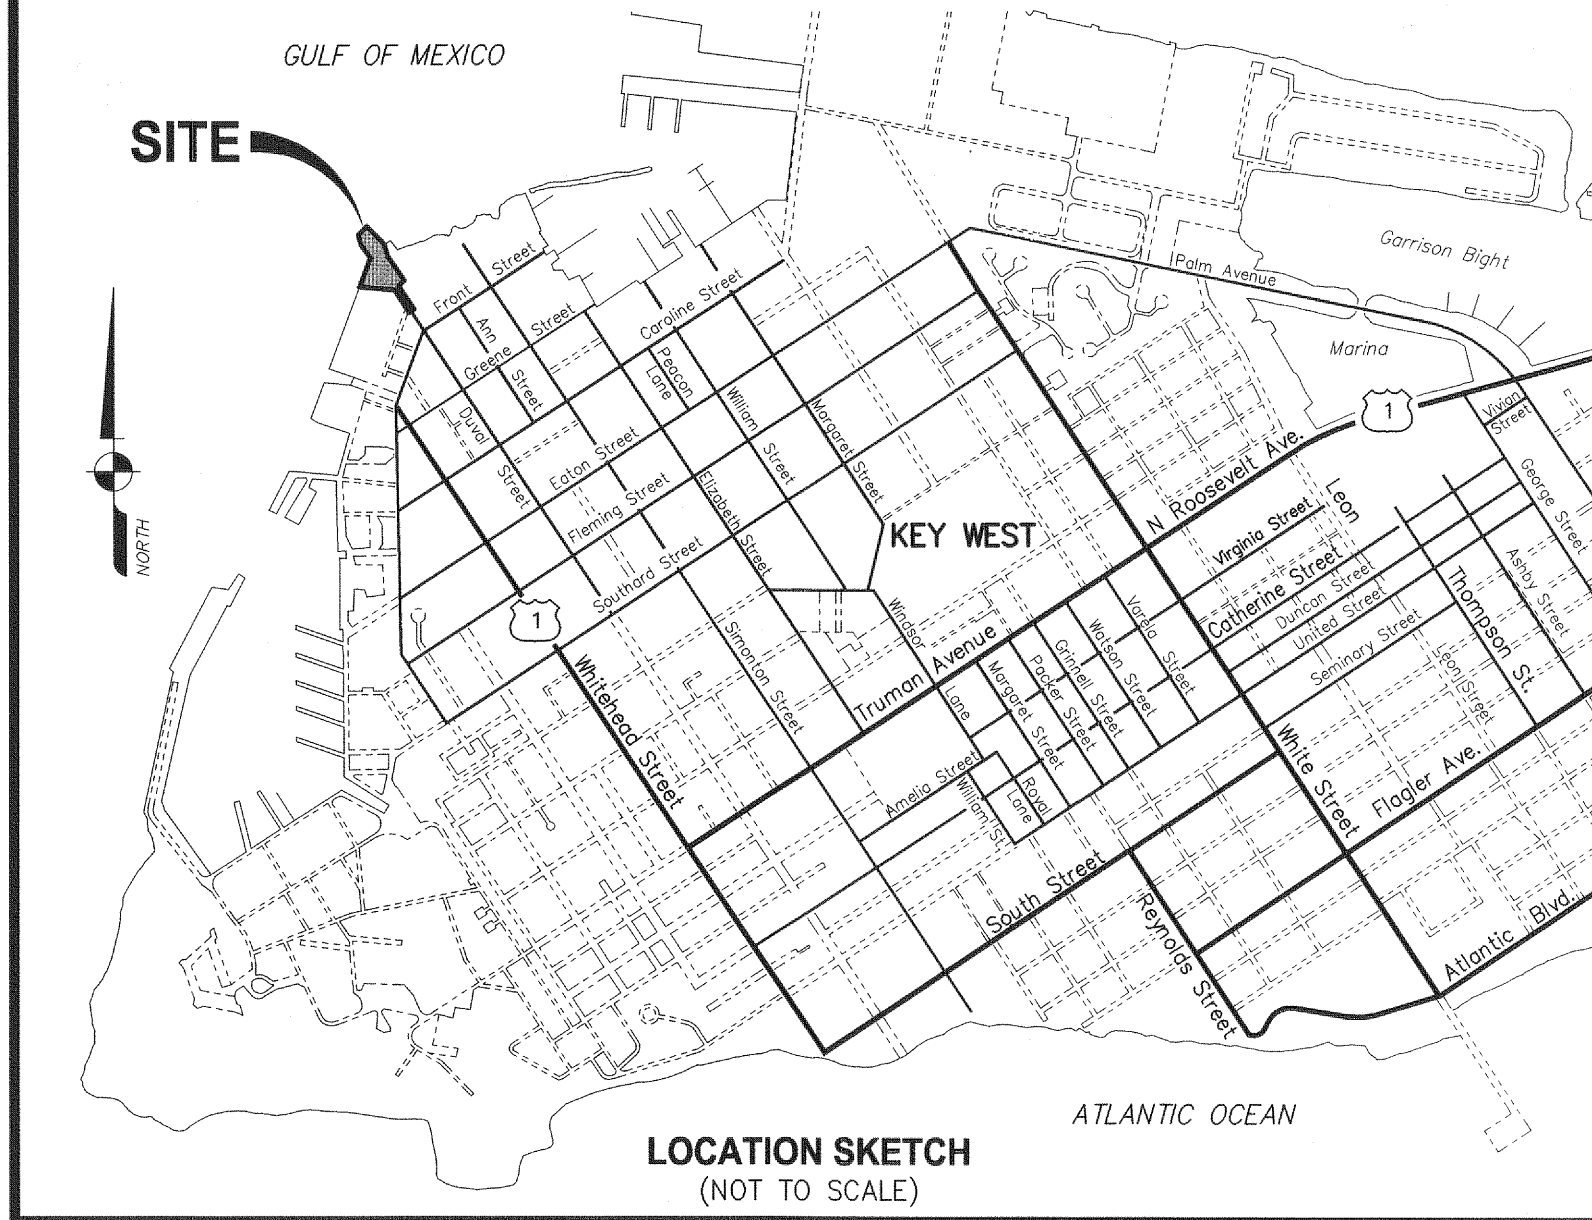 GULF OF MEXICO
SITE
Garrison Bight
Palm Avenue
Marina
Front Street
Ann Street
Greene Street
Caroline Street
Peacon Lane
William Street
Margaret Street
Duval Street
Eaton Street
Fleming Street
Elizabeth Street
Southard Street
Simonton Street
1
1
N Roosevelt Ave.
Vivian Street
George Street
Leon
Virginia Street
Catherine Street
Duncan Street
United Street
Seminary Street
Ashby Street
Thompson St.
Leon Street
KEY WEST
NORTH
Windsor Lane
Truman Avenue
Varela Street
Watson Street
Grinnell Street
Packer Street
Margaret Street
Whitehead Street
Amelia Street
William St.
Royal Lane
White Street
Flagler Ave.
South Street
Reynolds Street
Atlantic Blvd.
ATLANTIC OCEAN
LOCATION SKETCH
(NOT TO SCALE)